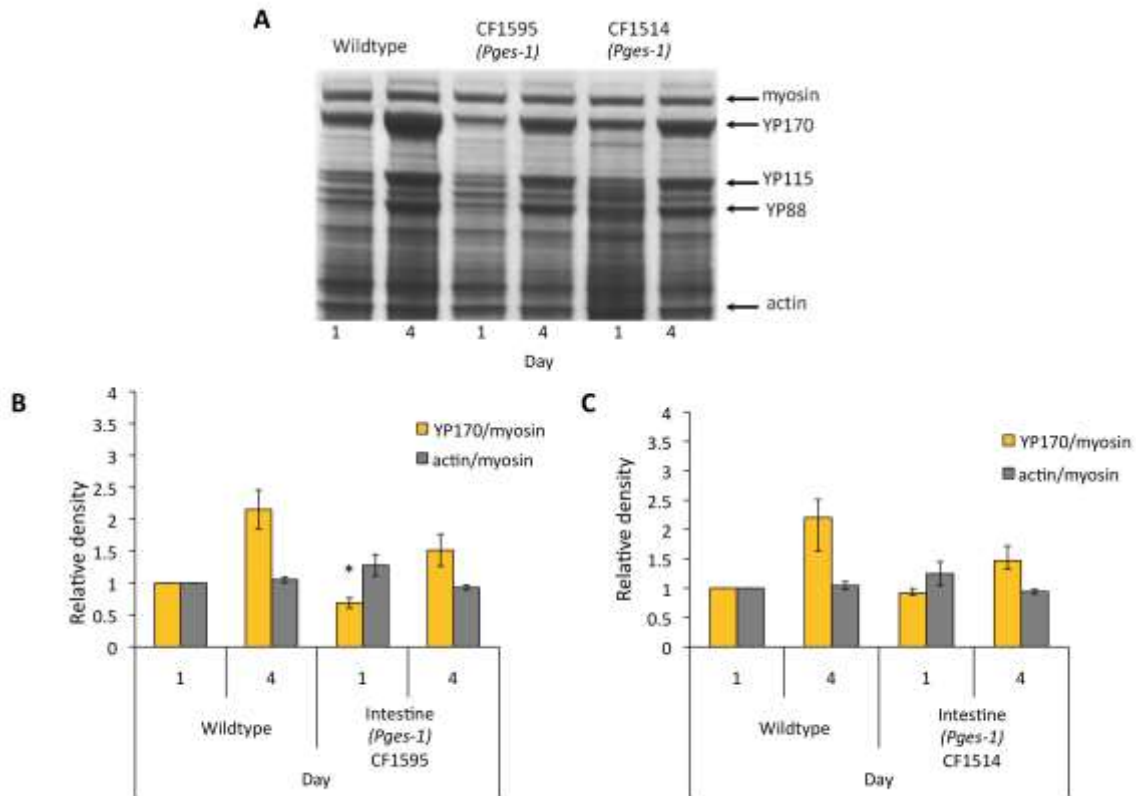 A
Wildtype
CF1595
(Pges-1)
CF1514
(Pges-1)
myosin
YP170
YP115
YP88
actin
1 4 1 4 1 4
Day
B
4
3.5
3
2.5
2
1.5
1
0.5
0
Relative density
YP170/myosin
actin/myosin
*
1 4 1 4
Wildtype
Intestine
(Pges-1)
CF1595
Day
C
4
3.5
3
2.5
2
1.5
1
0.5
0
Relative density
YP170/myosin
actin/myosin
1 4 1 4
Wildtype
Intestine
(Pges-1)
CF1514
Day